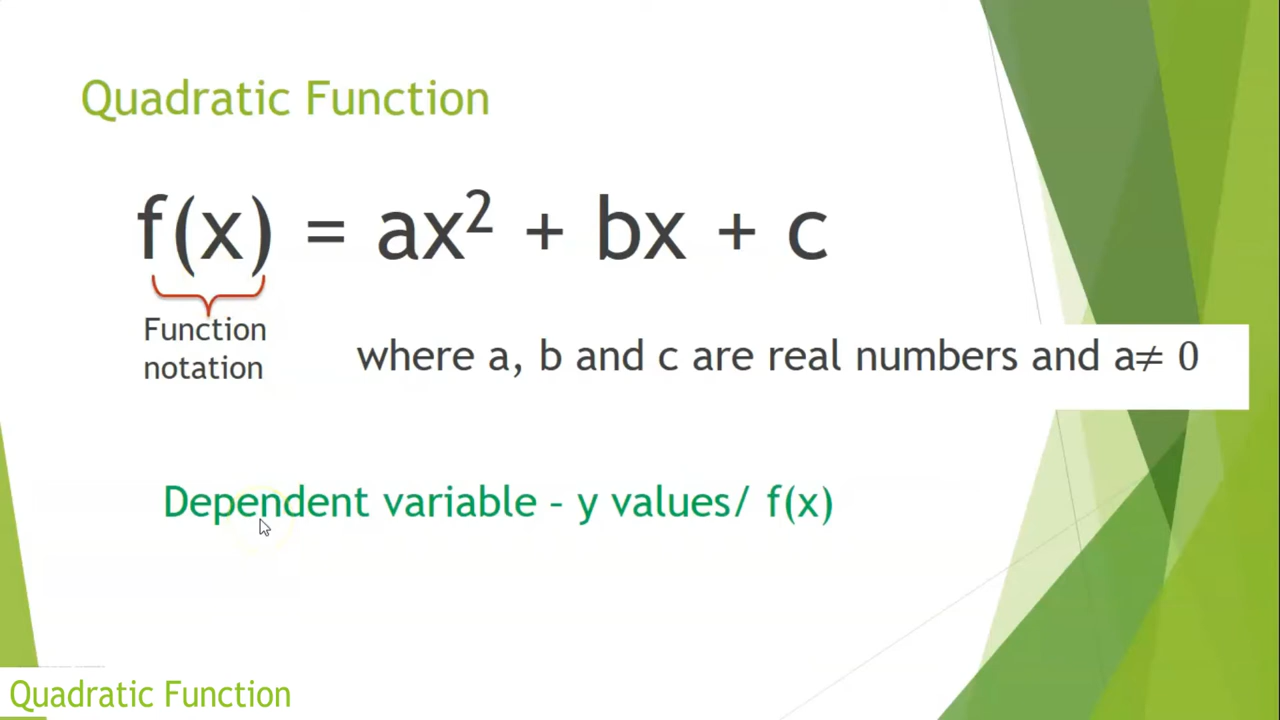 Quadratic Function
f(x) = ax² + bx + c
Function
notation
where a, b and c are real numbers and a≠ 0
Dependent variable – y values/ f(x)
Quadratic Function